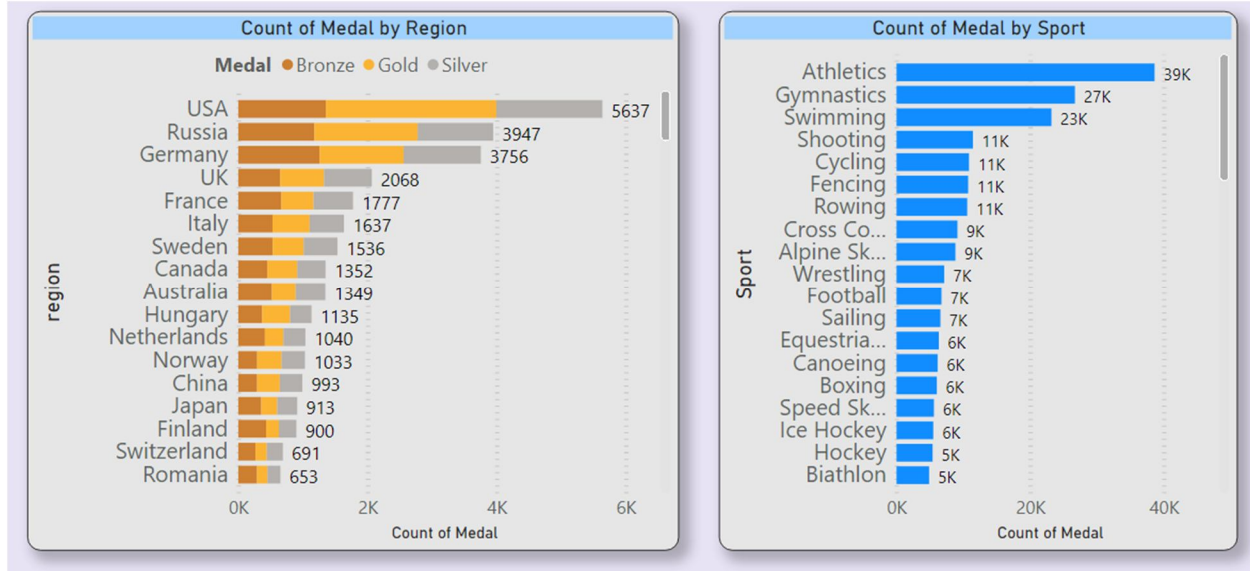 Count of Medal by Region
Medal Bronze Gold Silver
region
USA 5637
Russia 3947
Germany 3756
UK 2068
France 1777
Italy 1637
Sweden 1536
Canada 1352
Australia 1349
Hungary 1135
Netherlands 1040
Norway 1033
China 993
Japan 913
Finland 900
Switzerland 691
Romania 653
0K 2K 4K 6K
Count of Medal
Count of Medal by Sport
Sport
Athletics 39K
Gymnastics 27K
Swimming 23K
Shooting 11K
Cycling 11K
Fencing 11K
Rowing 11K
Cross Co... 9K
Alpine Sk... 9K
Wrestling 7K
Football 7K
Sailing 7K
Equestria... 6K
Canoeing 6K
Boxing 6K
Speed Sk... 6K
Ice Hockey 6K
Hockey 5K
Biathlon 5K
0K 20K 40K
Count of Medal